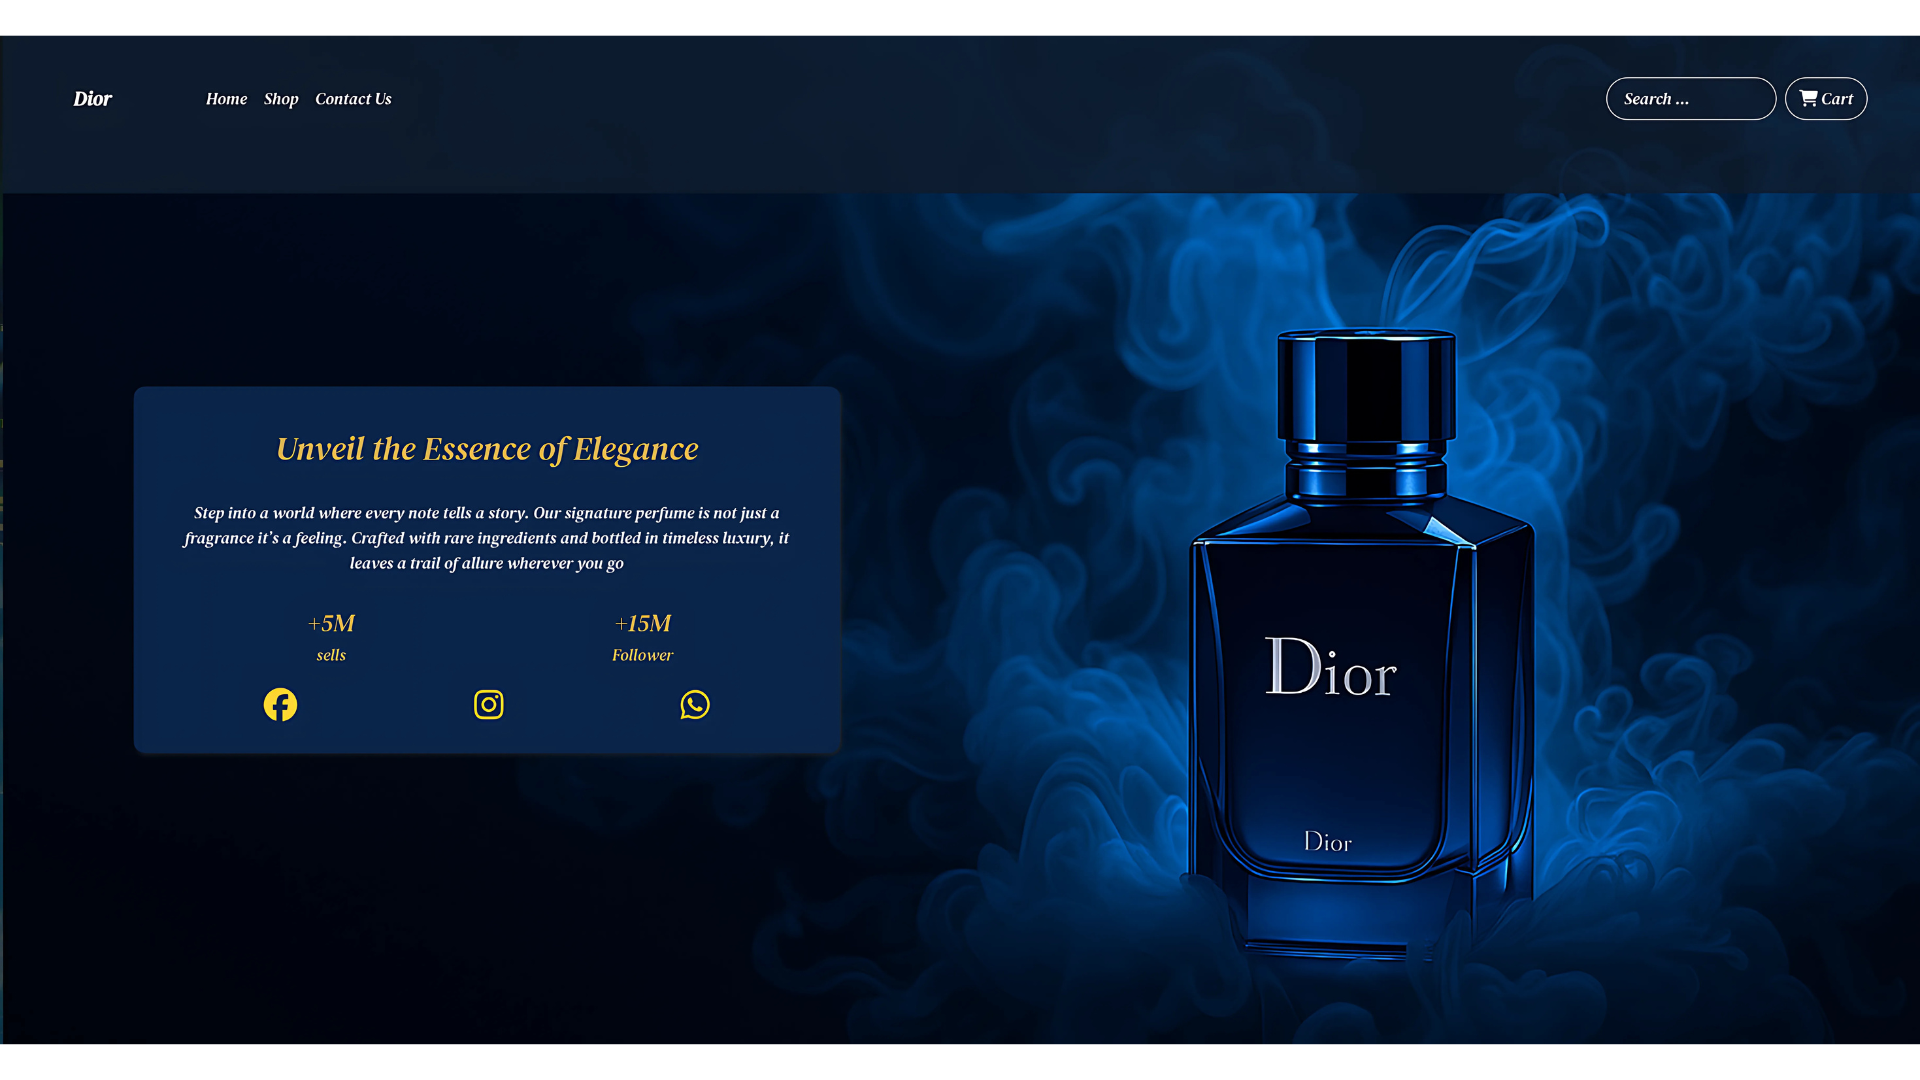 Dior
Home
Shop
Contact Us
Search ...
Cart
Unveil the Essence of Elegance
Step into a world where every note tells a story. Our signature perfume is not just a
fragrance it’s a feeling. Crafted with rare ingredients and bottled in timeless luxury, it
leaves a trail of allure wherever you go
+5M
sells
+15M
Follower
Dior
Dior